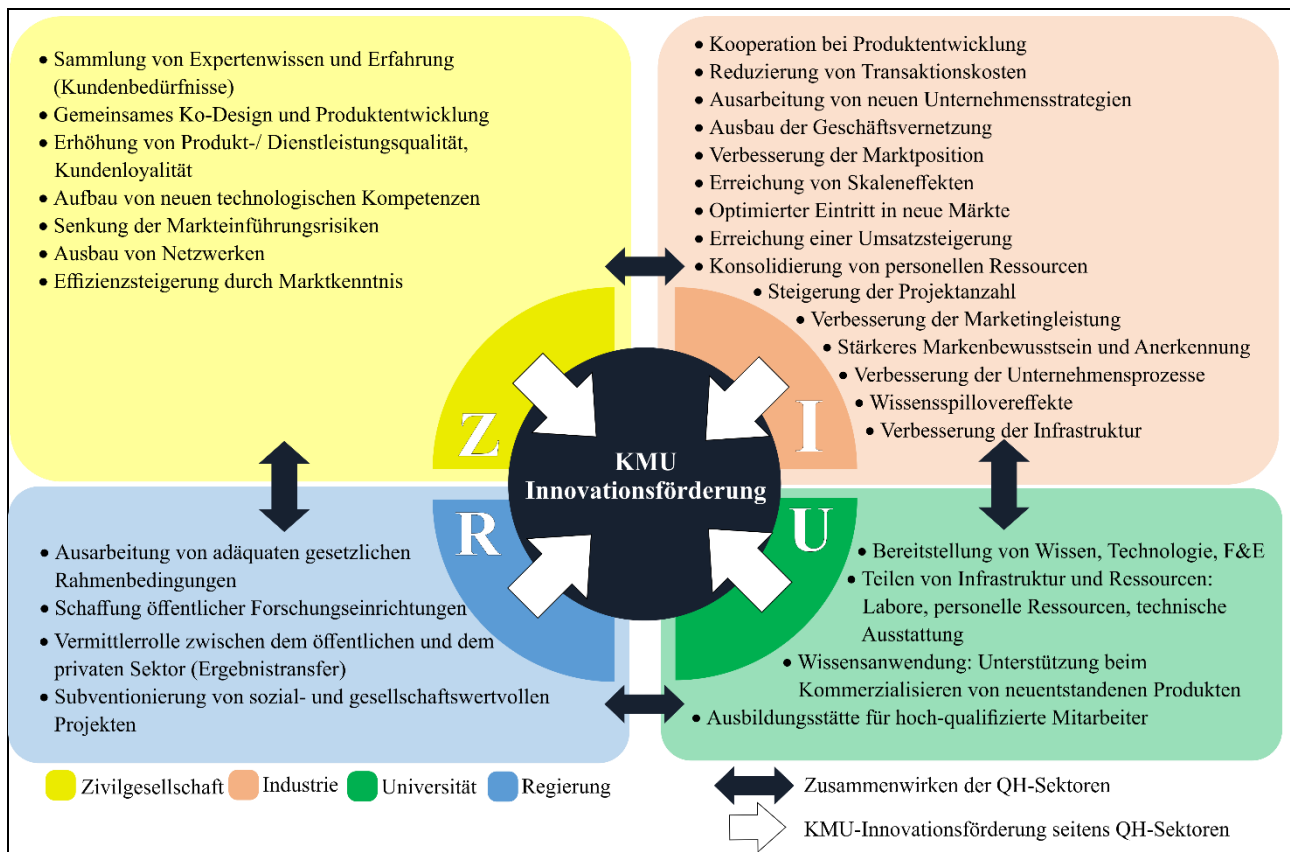 • Sammlung von Expertenwissen und Erfahrung
(Kundenbedürfnisse)
• Gemeinsames Ko-Design und Produktentwicklung
• Erhöhung von Produkt-/ Dienstleistungsqualität,
Kundenloyalität
• Aufbau von neuen technologischen Kompetenzen
• Senkung der Markteinführungsrisiken
• Ausbau von Netzwerken
• Effizienzsteigerung durch Marktkenntnis
• Kooperation bei Produktentwicklung
• Reduzierung von Transaktionskosten
• Ausarbeitung von neuen Unternehmensstrategien
• Ausbau der Geschäftsvernetzung
• Verbesserung der Marktposition
• Erreichung von Skaleneffekten
• Optimierter Eintritt in neue Märkte
• Erreichung einer Umsatzsteigerung
• Konsolidierung von personellen Ressourcen
• Steigerung der Projektanzahl
• Verbesserung der Marketingleistung
• Stärkeres Markenbewusstsein und Anerkennung
• Verbesserung der Unternehmensprozesse
• Wissensspillovereffekte
• Verbesserung der Infrastruktur
Z
I
KMU
Innovationsförderung
R
U
• Ausarbeitung von adäquaten gesetzlichen
Rahmenbedingungen
• Schaffung öffentlicher Forschungseinrichtungen
• Vermittlerrolle zwischen dem öffentlichen und dem
privaten Sektor (Ergebnistransfer)
• Subventionierung von sozial- und gesellschaftswertvollen
Projekten
• Bereitstellung von Wissen, Technologie, F&E
• Teilen von Infrastruktur und Ressourcen:
Labore, personelle Ressourcen, technische
Ausstattung
• Wissensanwendung: Unterstützung beim
Kommerzialisieren von neuentstandenen Produkten
• Ausbildungsstätte für hoch-qualifizierte Mitarbeiter
Zivilgesellschaft Industrie Universität Regierung
Zusammenwirken der QH-Sektoren
KMU-Innovationsförderung seitens QH-Sektoren